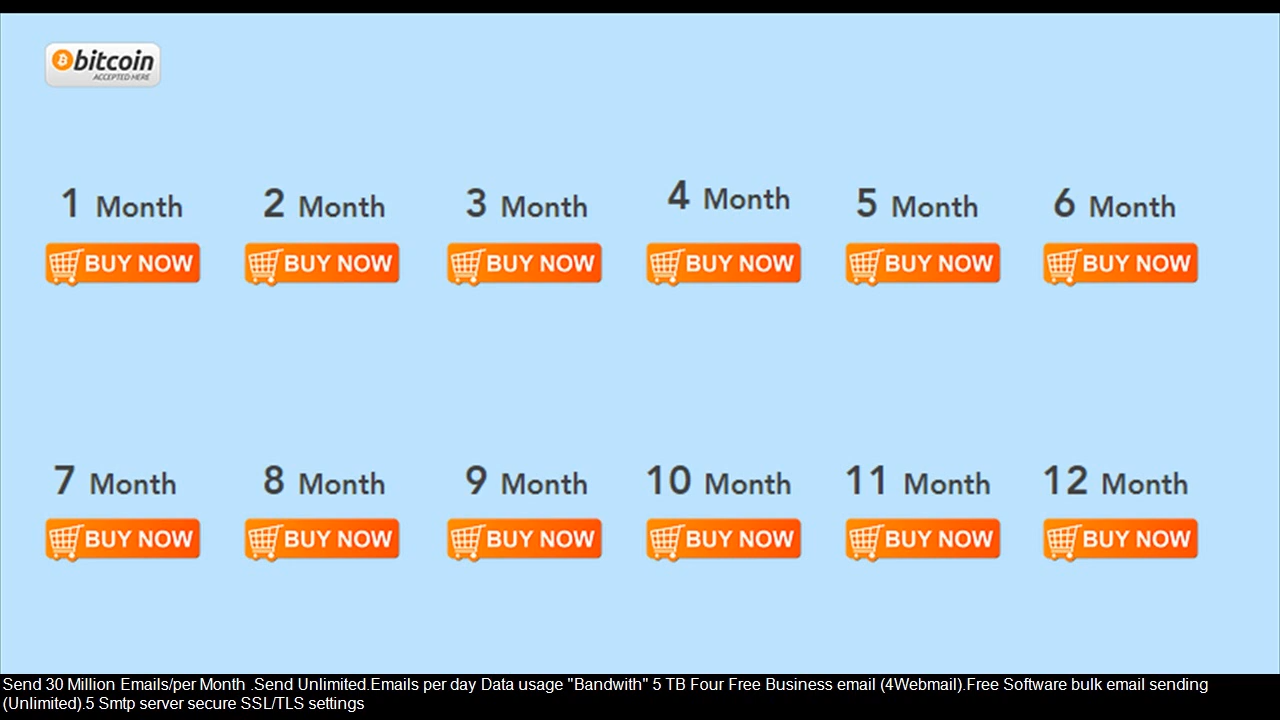 bitcoin
ACCEPTED HERE
1 Month 2 Month 3 Month 4 Month 5 Month 6 Month
BUY NOW BUY NOW BUY NOW BUY NOW BUY NOW BUY NOW
7 Month 8 Month 9 Month 10 Month 11 Month 12 Month
BUY NOW BUY NOW BUY NOW BUY NOW BUY NOW BUY NOW
Send 30 Million Emails/per Month .Send Unlimited.Emails per day Data usage "Bandwith" 5 TB Four Free Business email (4Webmail).Free Software bulk email sending
(Unlimited).5 Smtp server secure SSL/TLS settings